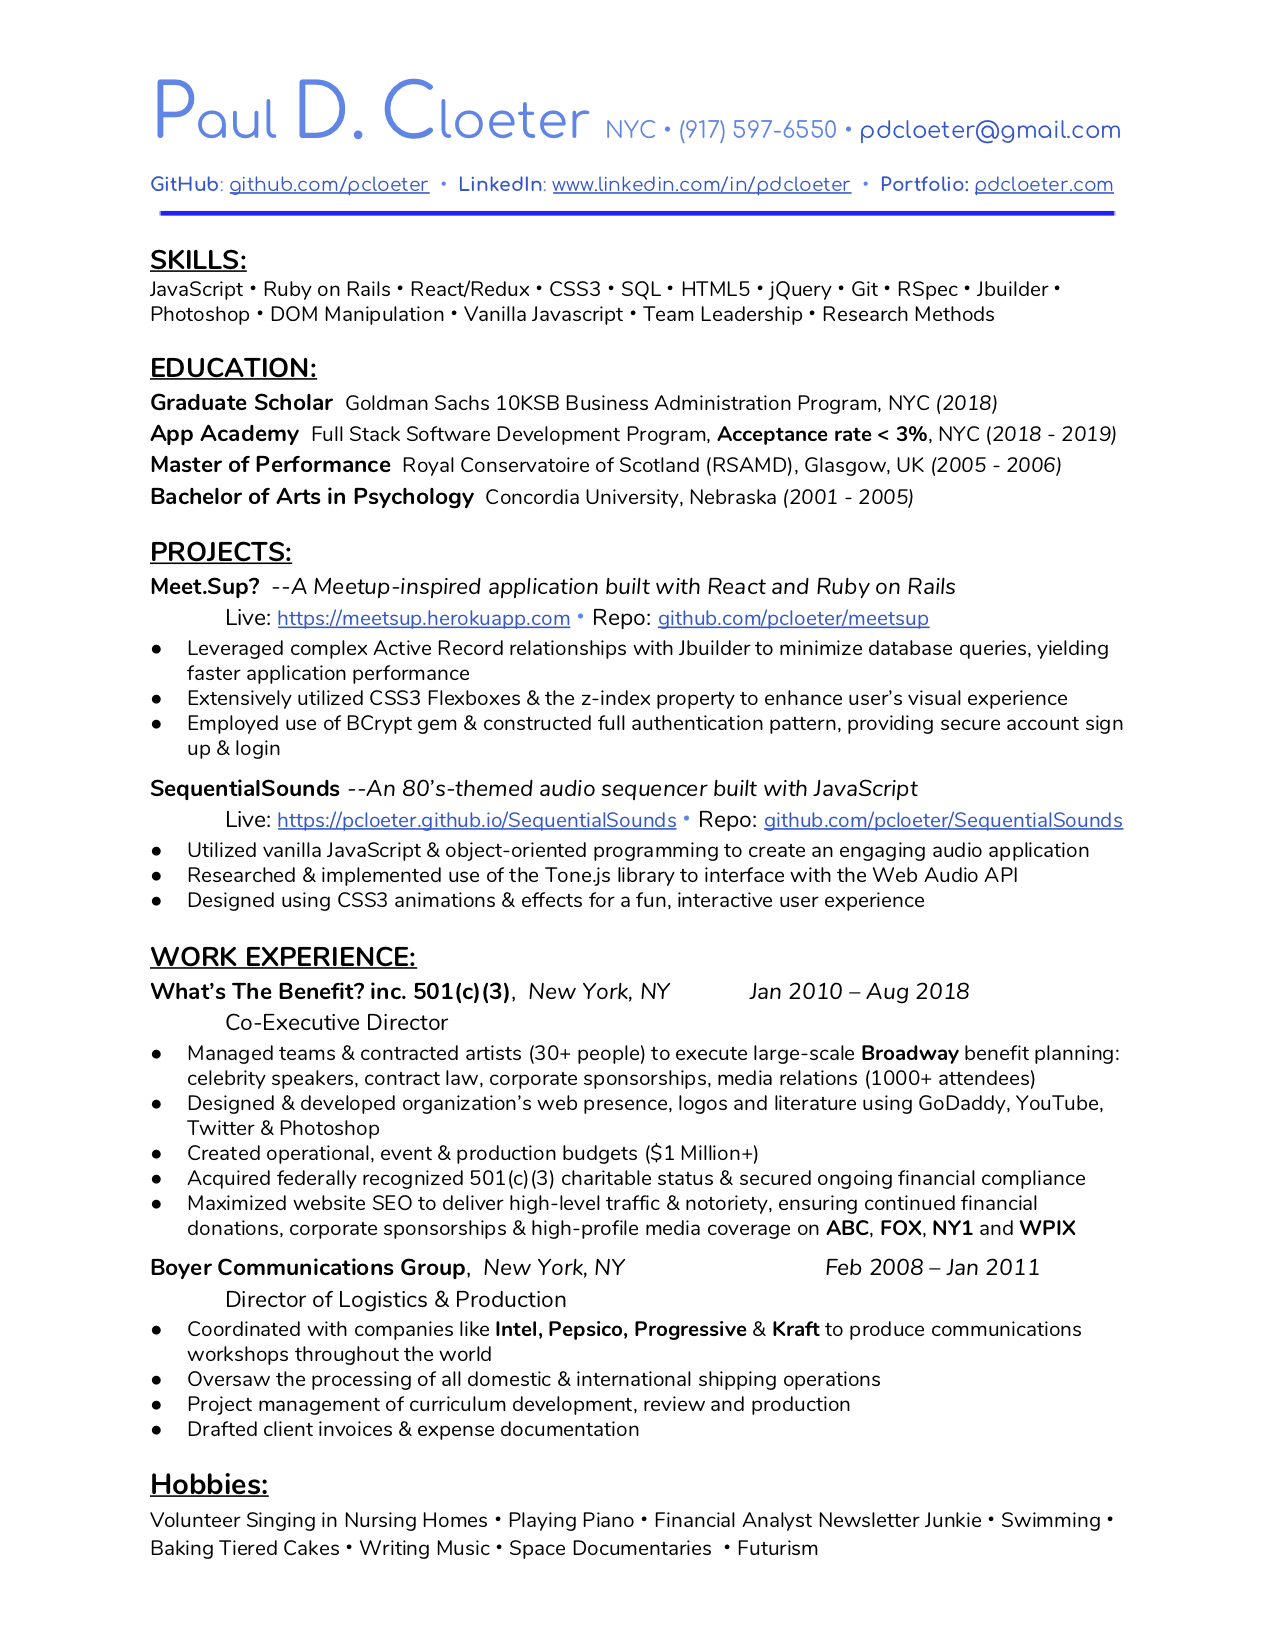 Paul D. Cloeter NYC • (917) 597-6550 • pdcloeter@gmail.com
GitHub: github.com/pcloeter • LinkedIn: www.linkedin.com/in/pdcloeter • Portfolio: pdcloeter.com
SKILLS:
JavaScript • Ruby on Rails • React/Redux • CSS3 • SQL • HTML5 • jQuery • Git • RSpec • Jbuilder •
Photoshop • DOM Manipulation • Vanilla Javascript • Team Leadership • Research Methods
EDUCATION:
Graduate Scholar Goldman Sachs 10KSB Business Administration Program, NYC (2018)
App Academy Full Stack Software Development Program, Acceptance rate < 3%, NYC (2018 - 2019)
Master of Performance Royal Conservatoire of Scotland (RSAMD), Glasgow, UK (2005 - 2006)
Bachelor of Arts in Psychology Concordia University, Nebraska (2001 - 2005)
PROJECTS:
Meet.Sup? --A Meetup-inspired application built with React and Ruby on Rails
Live: https://meetsup.herokuapp.com • Repo: github.com/pcloeter/meetsup
● Leveraged complex Active Record relationships with Jbuilder to minimize database queries, yielding
faster application performance
● Extensively utilized CSS3 Flexboxes & the z-index property to enhance user’s visual experience
● Employed use of BCrypt gem & constructed full authentication pattern, providing secure account sign
up & login
SequentialSounds --An 80’s-themed audio sequencer built with JavaScript
Live: https://pcloeter.github.io/SequentialSounds • Repo: github.com/pcloeter/SequentialSounds
● Utilized vanilla JavaScript & object-oriented programming to create an engaging audio application
● Researched & implemented use of the Tone.js library to interface with the Web Audio API
● Designed using CSS3 animations & effects for a fun, interactive user experience
WORK EXPERIENCE:
What’s The Benefit? inc. 501(c)(3), New York, NY Jan 2010 – Aug 2018
Co-Executive Director
● Managed teams & contracted artists (30+ people) to execute large-scale Broadway benefit planning:
celebrity speakers, contract law, corporate sponsorships, media relations (1000+ attendees)
● Designed & developed organization’s web presence, logos and literature using GoDaddy, YouTube,
Twitter & Photoshop
● Created operational, event & production budgets ($1 Million+)
● Acquired federally recognized 501(c)(3) charitable status & secured ongoing financial compliance
● Maximized website SEO to deliver high-level traffic & notoriety, ensuring continued financial
donations, corporate sponsorships & high-profile media coverage on ABC, FOX, NY1 and WPIX
Boyer Communications Group, New York, NY Feb 2008 – Jan 2011
Director of Logistics & Production
● Coordinated with companies like Intel, Pepsico, Progressive & Kraft to produce communications
workshops throughout the world
● Oversaw the processing of all domestic & international shipping operations
● Project management of curriculum development, review and production
● Drafted client invoices & expense documentation
Hobbies:
Volunteer Singing in Nursing Homes • Playing Piano • Financial Analyst Newsletter Junkie • Swimming •
Baking Tiered Cakes • Writing Music • Space Documentaries • Futurism